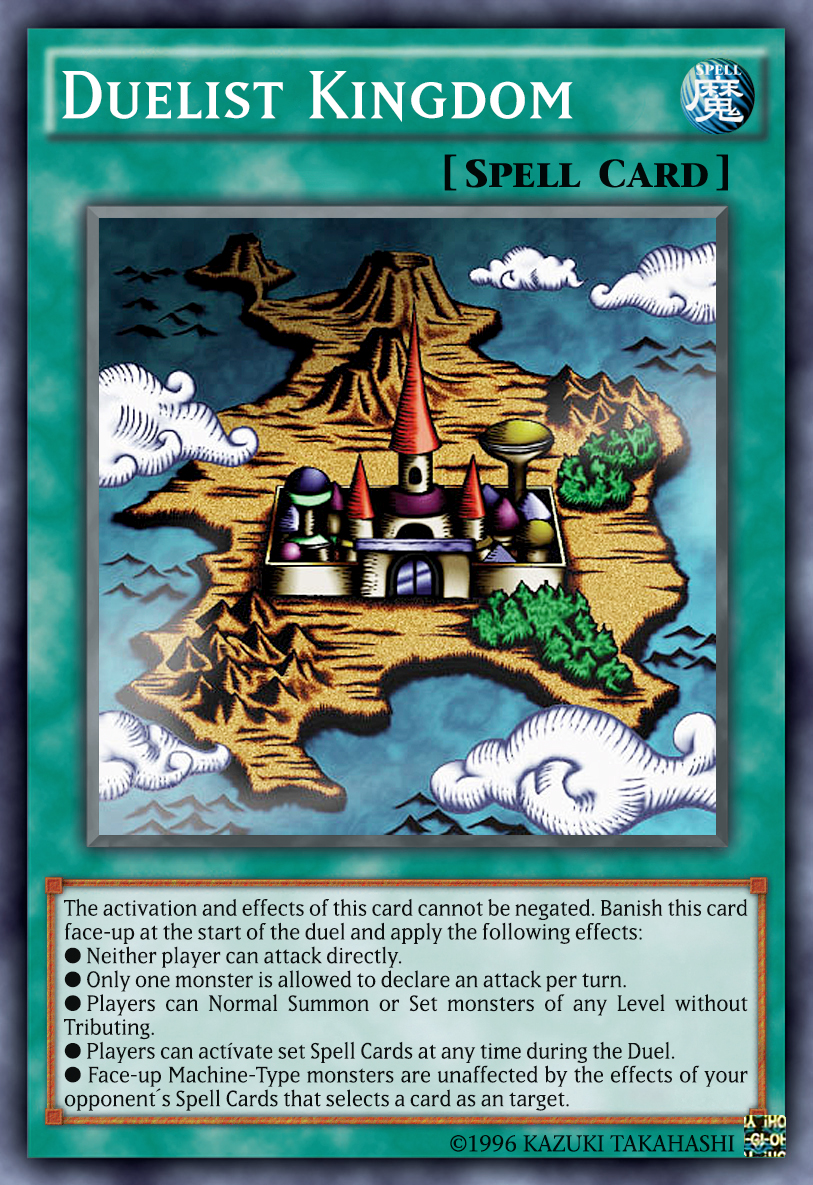 DUELIST KINGDOM
SPELL
魔
[ SPELL CARD ]
The activation and effects of this card cannot be negated. Banish this card
face-up at the start of the duel and apply the following effects:
● Neither player can attack directly.
● Only one monster is allowed to declare an attack per turn.
● Players can Normal Summon or Set monsters of any Level without
Tributing.
● Players can actívate set Spell Cards at any time during the Duel.
● Face-up Machine-Type monsters are unaffected by the effects of your
opponent´s Spell Cards that selects a card as an target.
©1996 KAZUKI TAKAHASHI